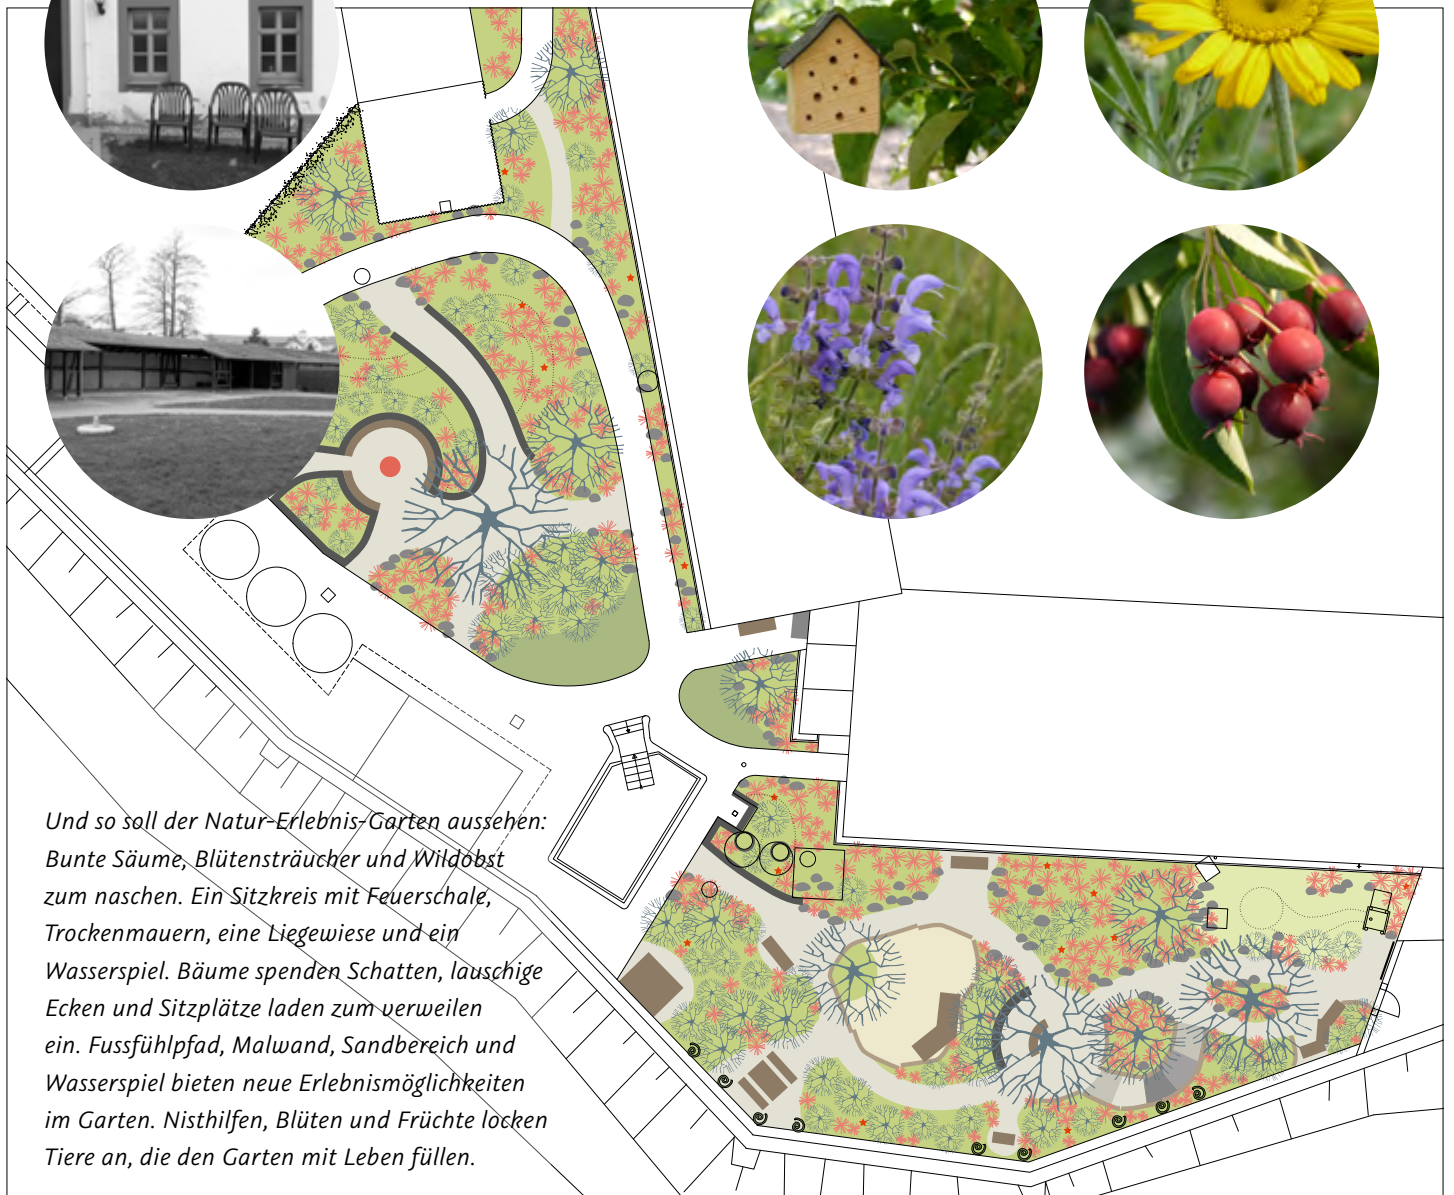 Und so soll der Natur-Erlebnis-Garten aussehen:
Bunte Säume, Blütensträucher und Wildobst
zum naschen. Ein Sitzkreis mit Feuerschale,
Trockenmauern, eine Liegewiese und ein
Wasserspiel. Bäume spenden Schatten, lauschige
Ecken und Sitzplätze laden zum verweilen
ein. Fussfühlpfad, Malwand, Sandbereich und
Wasserspiel bieten neue Erlebnismöglichkeiten
im Garten. Nisthilfen, Blüten und Früchte locken
Tiere an, die den Garten mit Leben füllen.